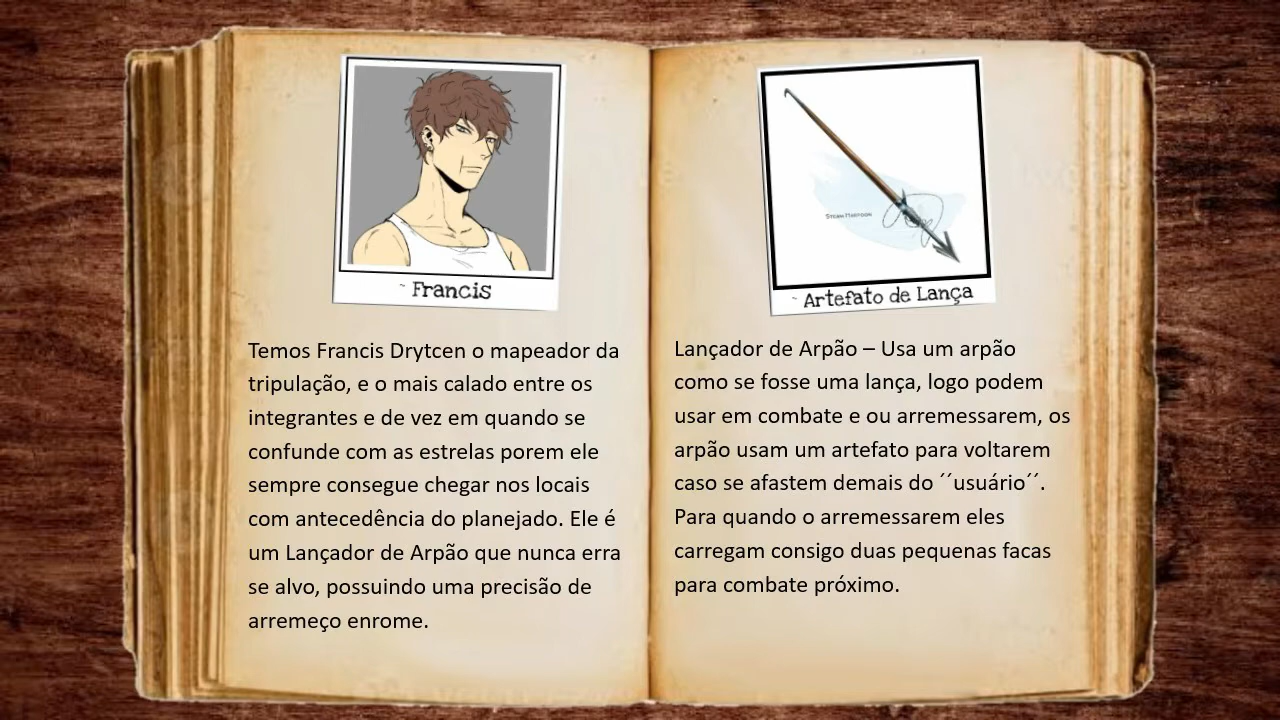 ~ Francis
Temos Francis Drytcen o mapeador da
tripulação, e o mais calado entre os
integrantes e de vez em quando se
confunde com as estrelas porem ele
sempre consegue chegar nos locais
com antecedência do planejado. Ele é
um Lançador de Arpão que nunca erra
se alvo, possuindo uma precisão de
arremeço enrome.
~ Artefato de Lança
Lançador de Arpão – Usa um arpão
como se fosse uma lança, logo podem
usar em combate e ou arremessarem, os
arpão usam um artefato para voltarem
caso se afastem demais do ´´usuário´´.
Para quando o arremessarem eles
carregam consigo duas pequenas facas
para combate próximo.